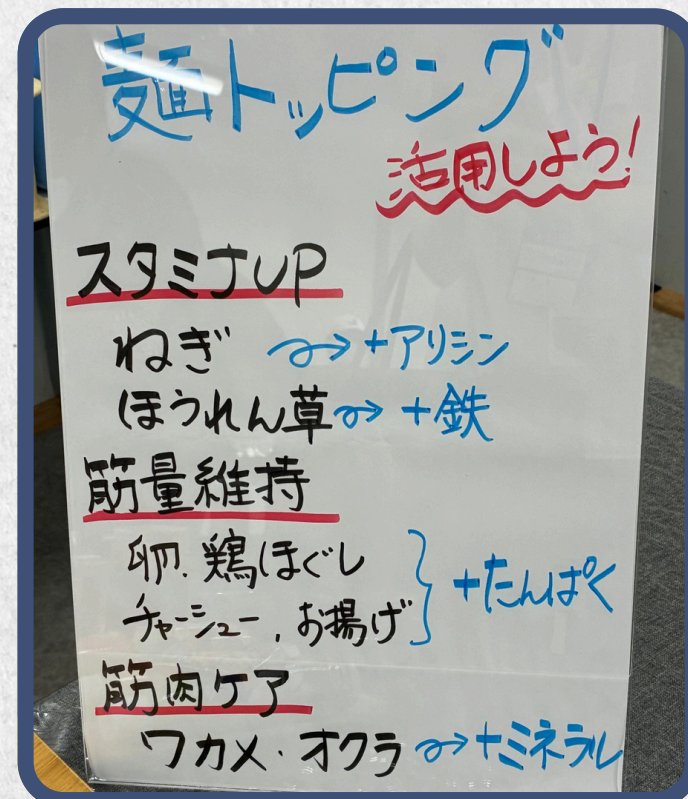 麺トッピング
活用しよう!
スタミナUP
ねぎ → +アリシン
ほうれん草→ +鉄
筋量維持
卵.鶏ほぐし
チャーシュー,お揚げ } +たんぱく
筋肉ケア
ワカメ・オクラ→+ミネラル